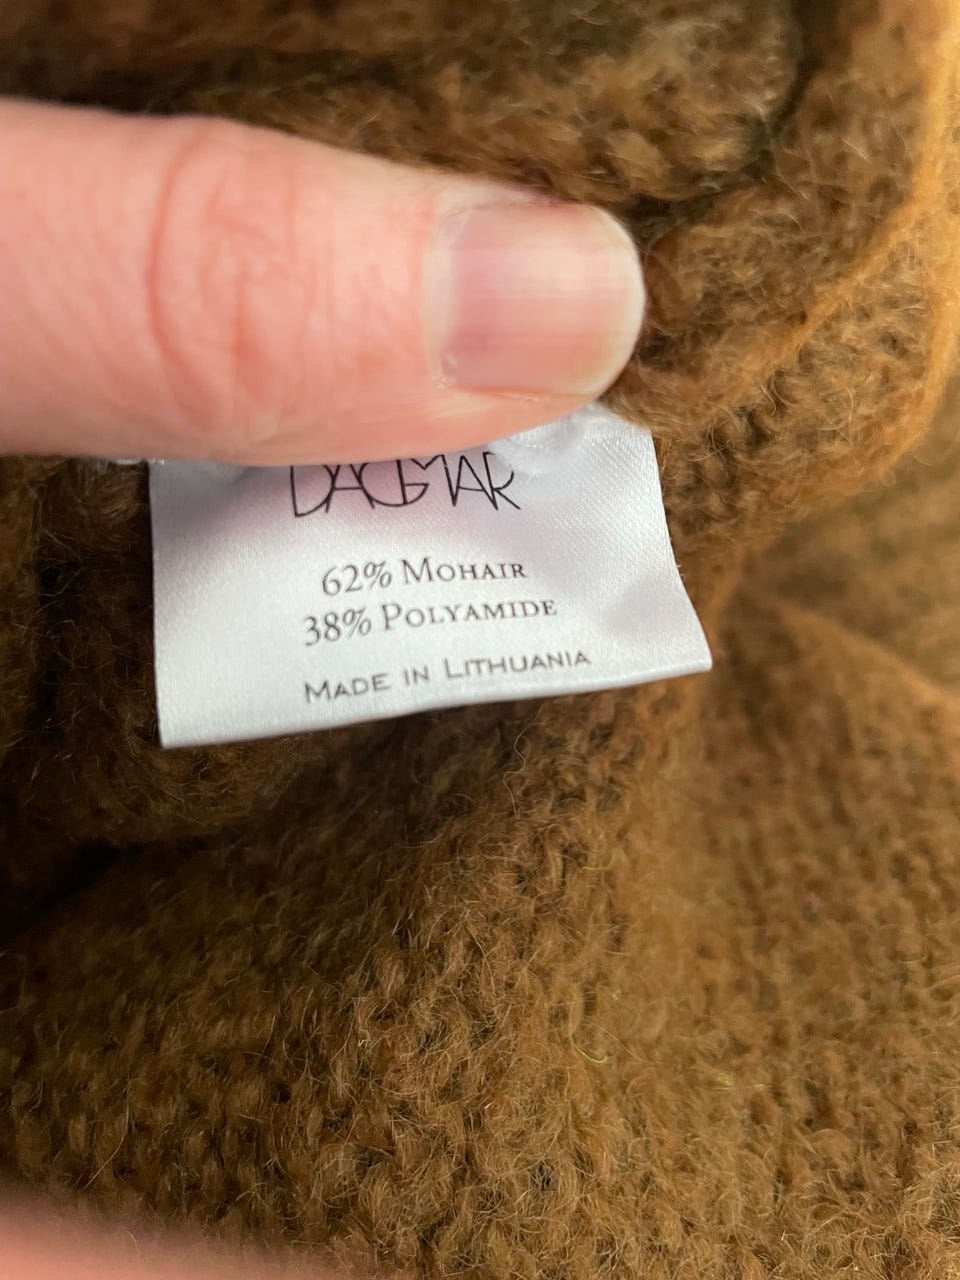 DAGMAR
62% MOHAIR
38% POLYAMIDE
MADE IN LITHUANIA